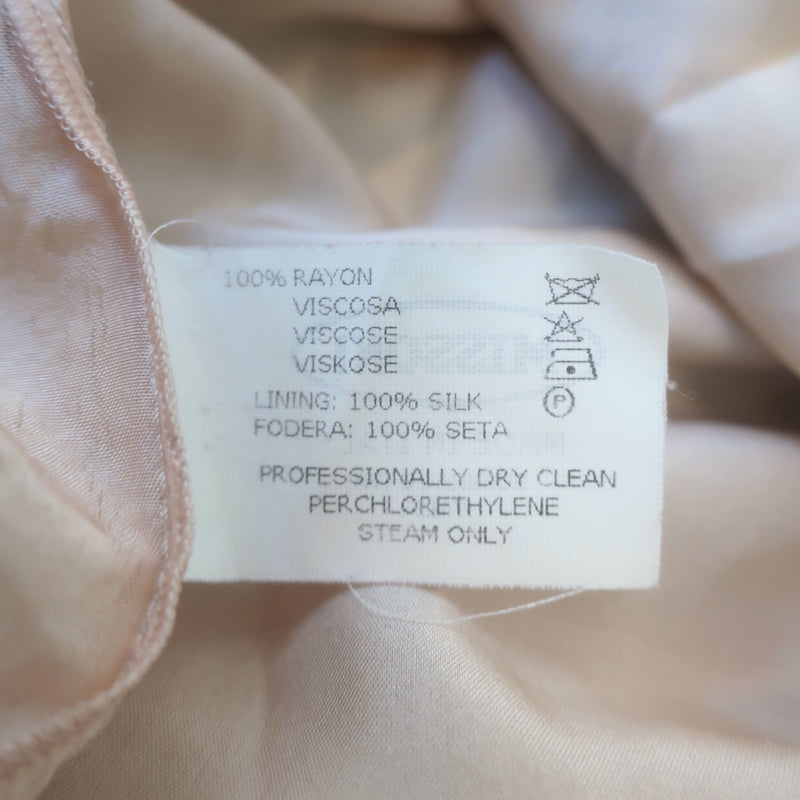 100% RAYON
VISCOSA
VISCOSE
VISKOSE
LINING: 100% SILK
FODERA: 100% SETA
P
PROFESSIONALLY DRY CLEAN
PERCHLORETHYLENE
STEAM ONLY